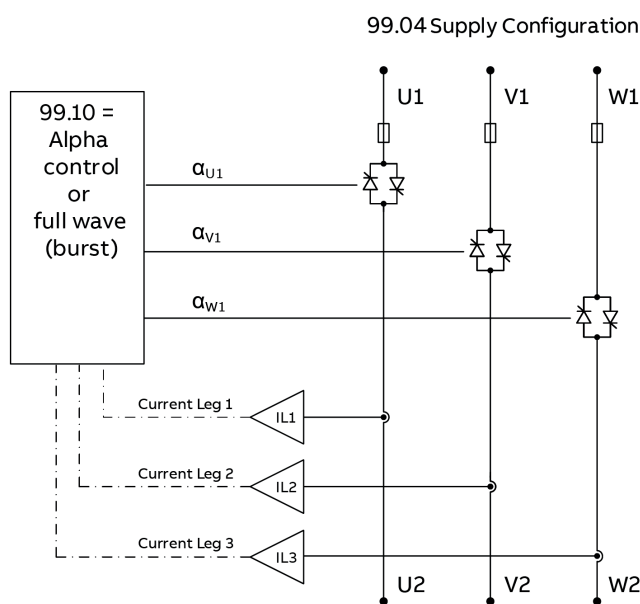 99.04 Supply Configuration
U1
V1
W1
99.10 =
Alpha
control
or
full wave
(burst)
αU1
αV1
αW1
Current Leg 1
IL1
Current Leg 2
IL2
Current Leg 3
IL3
U2
V2
W2